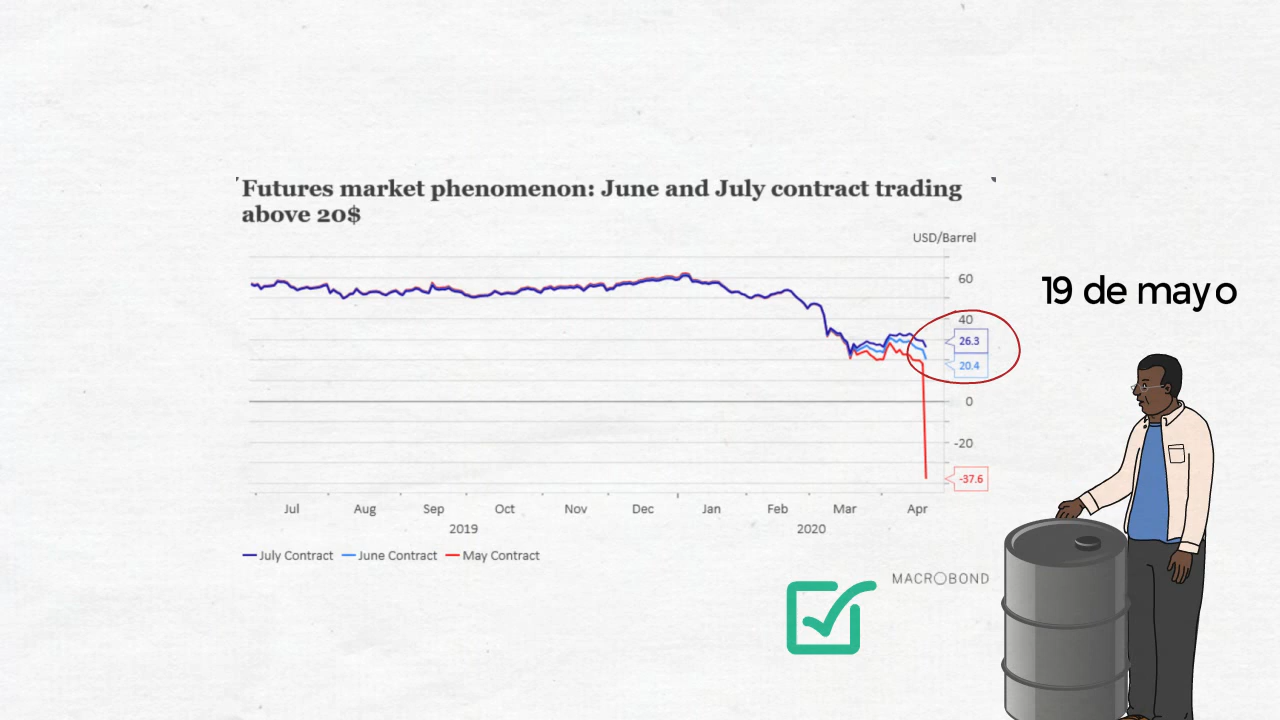 Futures market phenomenon: June and July contract trading
above 20$
USD/Barrel
60
40
26.3
20.4
0
-20
-37.6
Jul Aug Sep Oct Nov Dec Jan Feb Mar Apr
2019 2020
July Contract June Contract May Contract
MACROBOND
19 de mayo